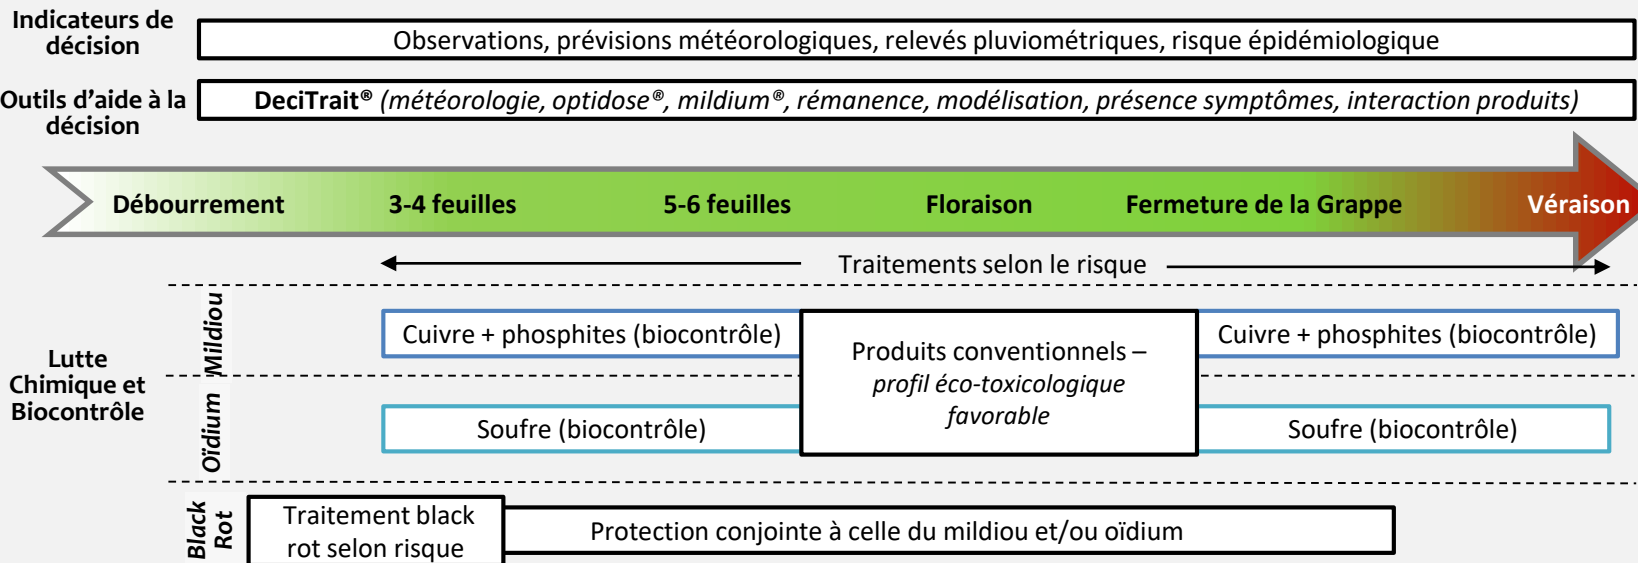 Indicateurs de
décision
Observations, prévisions météorologiques, relevés pluviométriques, risque épidémiologique
Outils d'aide à la
décision
DeciTrait® (météorologie, optidose®, mildium®, rémanence, modélisation, présence symptômes, interaction produits)
Débourrement
3-4 feuilles
5-6 feuilles
Floraison
Fermeture de la Grappe
Véraison
Traitements selon le risque
Lutte
Chimique et
Biocontrôle
Mildiou
Cuivre + phosphites (biocontrôle)
Produits conventionnels –
profil éco-toxicologique
favorable
Cuivre + phosphites (biocontrôle)
Oïdium
Soufre (biocontrôle)
Soufre (biocontrôle)
Black
Rot
Traitement black
rot selon risque
Protection conjointe à celle du mildiou et/ou oïdium